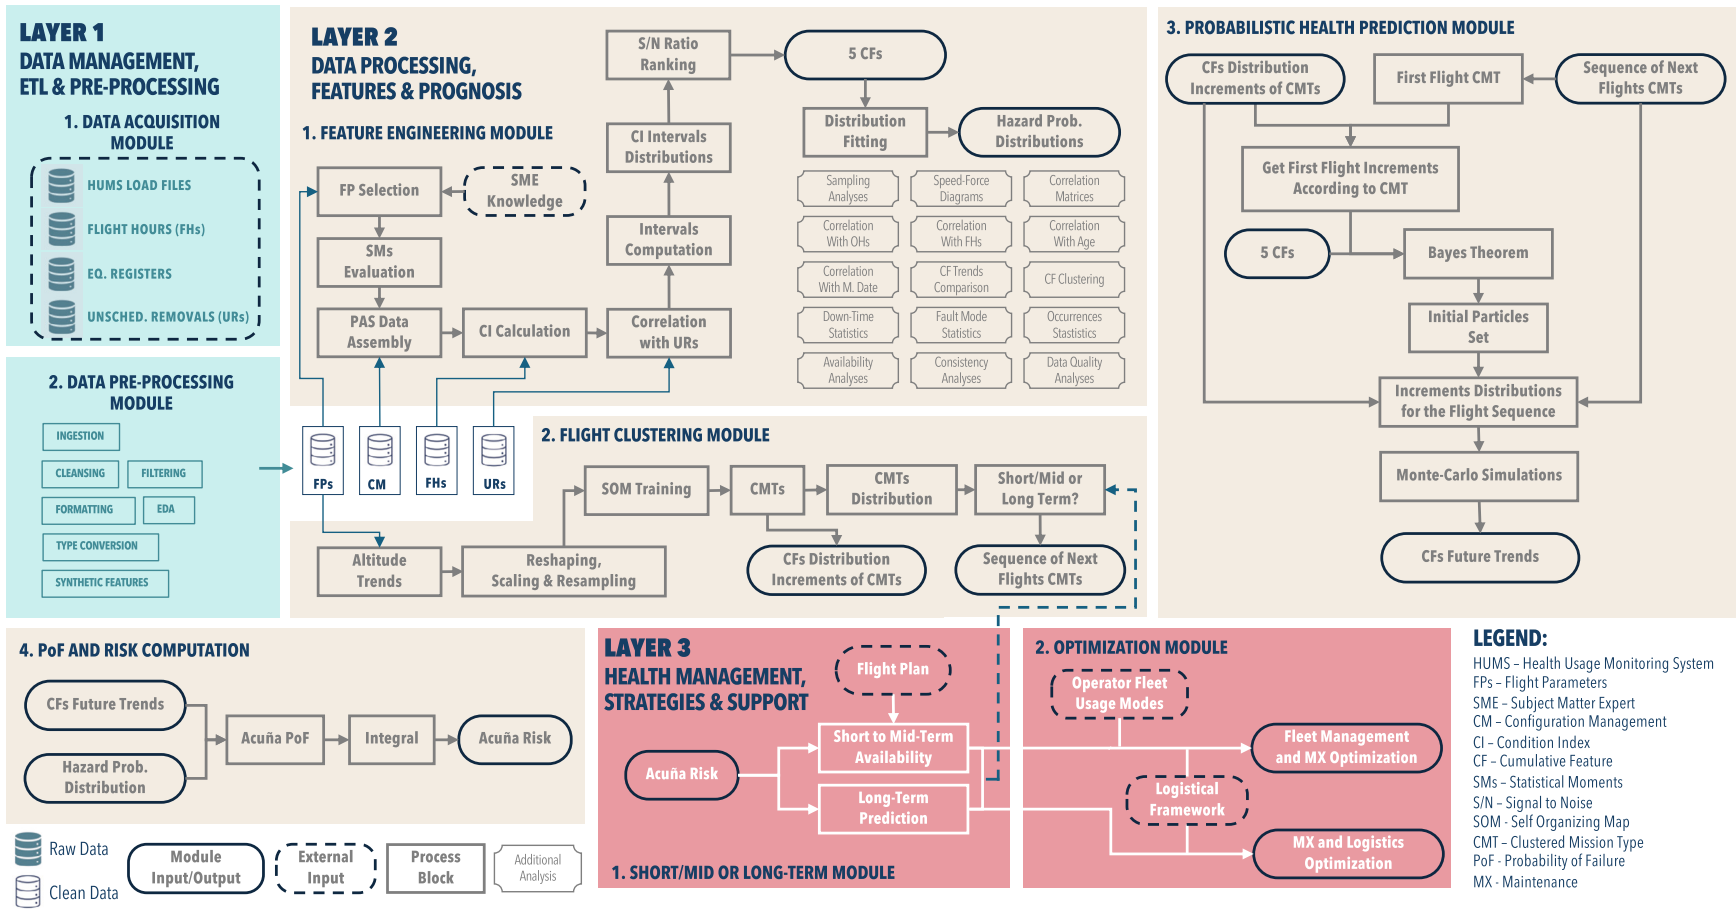 LAYER 1
DATA MANAGEMENT,
ETL & PRE-PROCESSING
1. DATA ACQUISITION
MODULE
HUMS LOAD FILES
FLIGHT HOURS (FHs)
EQ. REGISTERS
UNSCHED. REMOVALS (URs)
2. DATA PRE-PROCESSING
MODULE
INGESTION
CLEANSING
FILTERING
FORMATTING
EDA
TYPE CONVERSION
SYNTHETIC FEATURES
LAYER 2
DATA PROCESSING,
FEATURES & PROGNOSIS
1. FEATURE ENGINEERING MODULE
FP Selection
SME
Knowledge
SMs
Evaluation
PAS Data
Assembly
CI Calculation
Correlation
with URs
Intervals
Computation
CI Intervals
Distributions
S/N Ratio
Ranking
5 CFs
Distribution
Fitting
Hazard Prob.
Distributions
Sampling
Analyses
Speed-Force
Diagrams
Correlation
Matrices
Correlation
With OHs
Correlation
With FHs
Correlation
With Age
Correlation
With M. Date
CF Trends
Comparison
CF Clustering
Down-Time
Statistics
Fault Mode
Statistics
Occurrences
Stastistics
Availability
Analyses
Consistency
Analyses
Data Quality
Analyses
FPs
CM
FHs
URs
2. FLIGHT CLUSTERING MODULE
Altitude
Trends
Reshaping,
Scaling & Resampling
SOM Training
CMTs
CMTs
Distribution
Short/Mid or
Long Term?
CFs Distribution
Increments of CMTs
Sequence of Next
Flights CMTs
3. PROBABILISTIC HEALTH PREDICTION MODULE
CFs Distribution
Increments of CMTs
First Flight CMT
Sequence of Next
Flights CMTs
Get First Flight Increments
According to CMT
5 CFs
Bayes Theorem
Initial Particles
Set
Increments Distributions
for the Flight Sequence
Monte-Carlo Simulations
CFs Future Trends
4. PoF AND RISK COMPUTATION
CFs Future Trends
Hazard Prob.
Distribution
Acuña PoF
Integral
Acuña Risk
Raw Data
Clean Data
Module
Input/Output
External
Input
Process
Block
Additional
Analysis
LAYER 3
HEALTH MANAGEMENT,
STRATEGIES & SUPPORT
Flight Plan
Acuña Risk
Short to Mid-Term
Availability
Long-Term
Prediction
1. SHORT/MID OR LONG-TERM MODULE
2. OPTIMIZATION MODULE
Operator Fleet
Usage Modes
Fleet Management
and MX Optimization
Logistical
Framework
MX and Logistics
Optimization
LEGEND:
HUMS – Health Usage Monitoring System
FPs – Flight Parameters
SME – Subject Matter Expert
CM – Configuration Management
CI – Condition Index
CF – Cumulative Feature
SMs – Statistical Moments
S/N – Signal to Noise
SOM - Self Organizing Map
CMT – Clustered Mission Type
PoF - Probability of Failure
MX - Maintenance